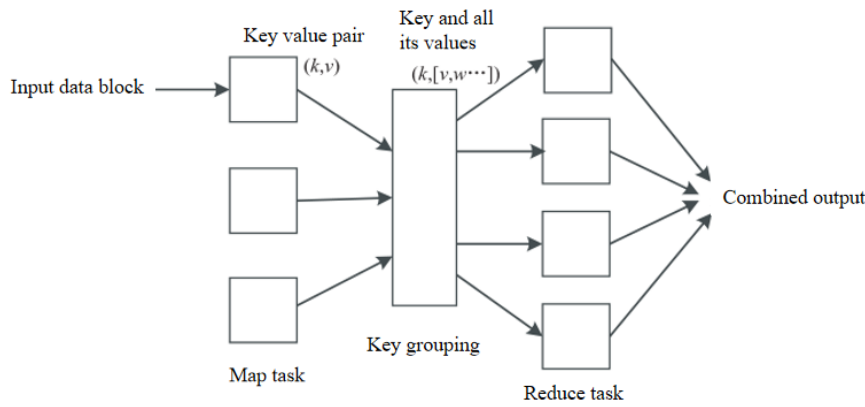 Key value pair
(k,v)
Key and all
its values
(k,[v,w···])
Input data block
Combined output
Key grouping
Map task
Reduce task